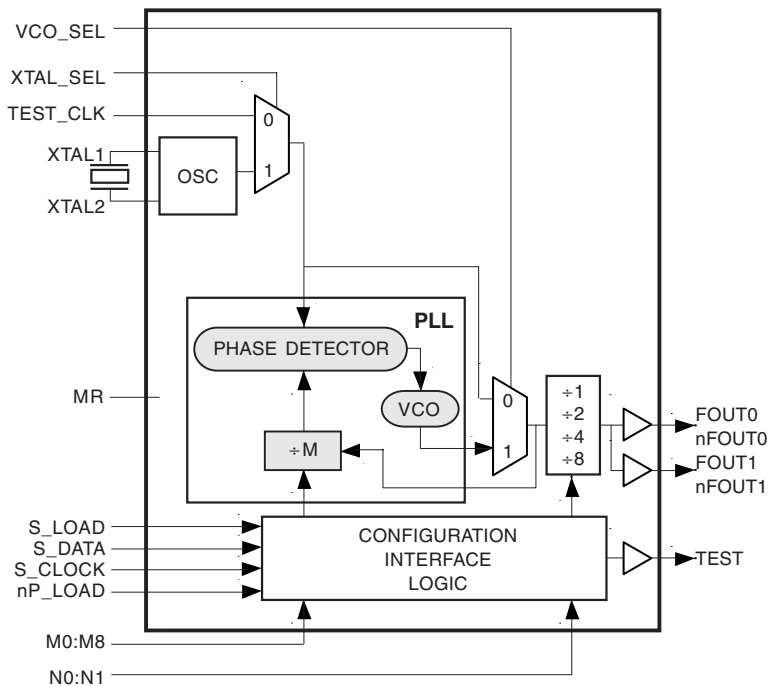 VCO_SEL
XTAL_SEL
TEST_CLK
0
XTAL1
OSC
1
XTAL2
PLL
PHASE DETECTOR
MR
VCO
0
÷1
÷2
÷4
÷8
FOUT0
nFOUT0
÷M
1
FOUT1
nFOUT1
S_LOAD
S_DATA
S_CLOCK
nP_LOAD
CONFIGURATION
INTERFACE
LOGIC
TEST
M0:M8
N0:N1